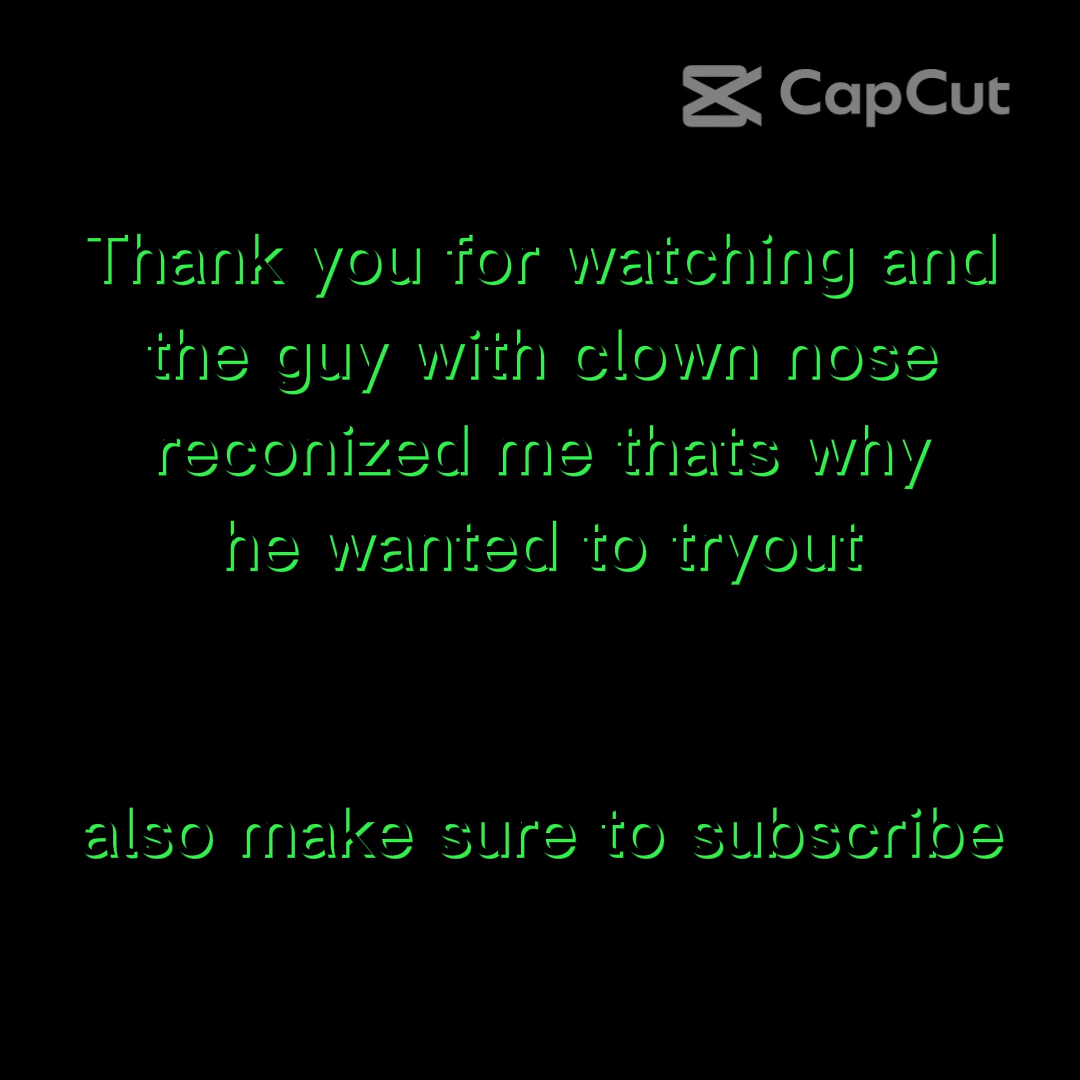 CapCut
Thank you for watching and
the guy with clown nose
reconized me thats why
he wanted to tryout
also make sure to subscribe